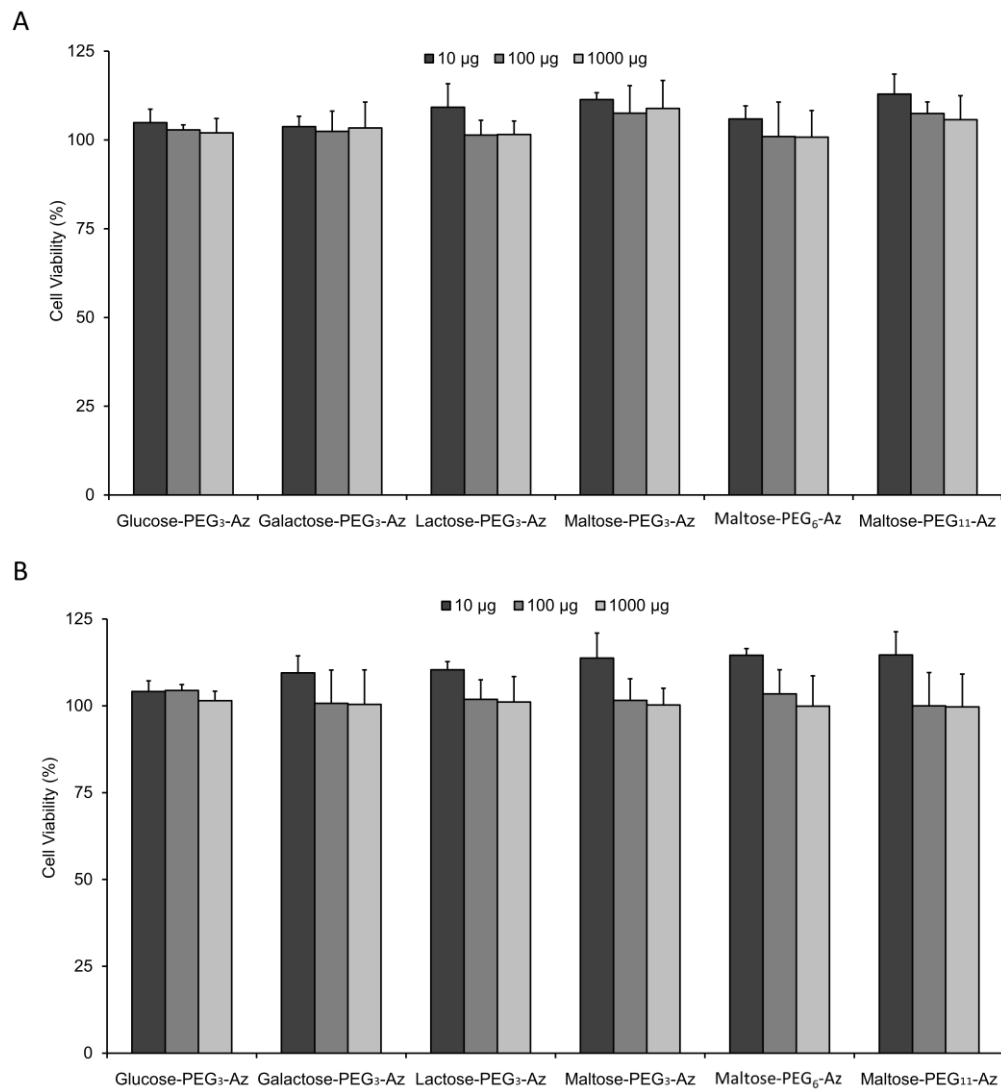 A
125
10 µg 100 µg 1000 µg
100
75
50
25
0
Cell Viability (%)
Glucose-PEG₃-Az Galactose-PEG₃-Az Lactose-PEG₃-Az Maltose-PEG₃-Az Maltose-PEG₆-Az Maltose-PEG₁₁-Az
B
125
10 µg 100 µg 1000 µg
100
75
50
25
0
Cell Viability (%)
Glucose-PEG₃-Az Galactose-PEG₃-Az Lactose-PEG₃-Az Maltose-PEG₃-Az Maltose-PEG₆-Az Maltose-PEG₁₁-Az